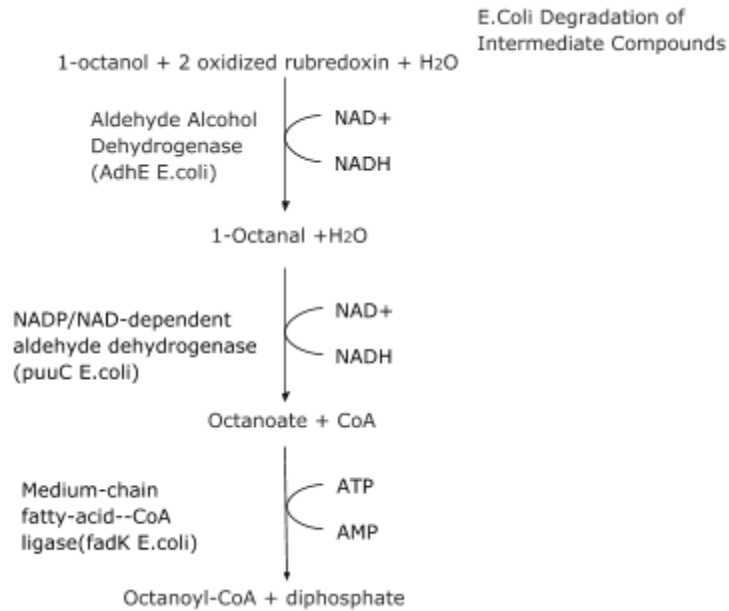 E.Coli Degradation of
Intermediate Compounds
1-octanol + 2 oxidized rubredoxin + H2O
Aldehyde Alcohol
Dehydrogenase
(AdhE E.coli)
NAD+
NADH
1-Octanal +H2O
NADP/NAD-dependent
aldehyde dehydrogenase
(puuC E.coli)
NAD+
NADH
Octanoate + CoA
Medium-chain
fatty-acid--CoA
ligase(fadK E.coli)
ATP
AMP
Octanoyl-CoA + diphosphate